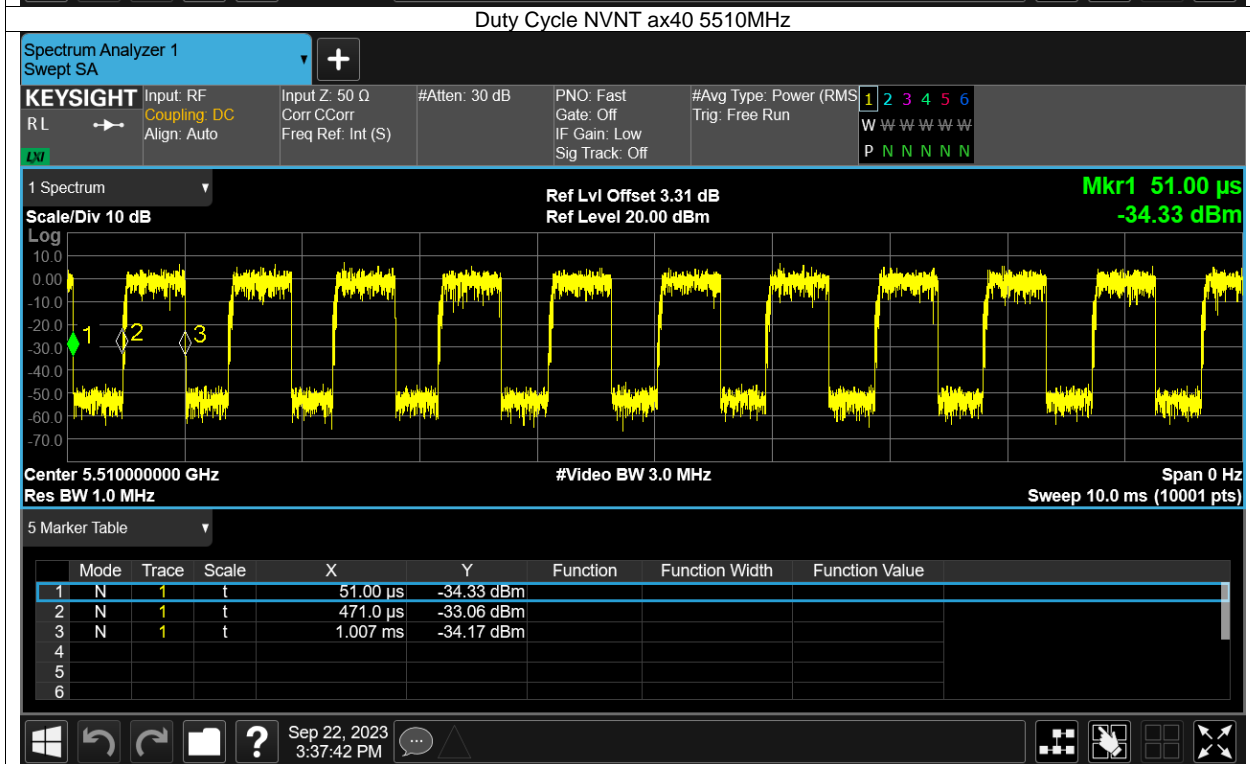 Duty Cycle NVNT ax40 5510MHz
Spectrum Analyzer 1
Swept SA
KEYSIGHT Input: RF Input Z: 50 Ω #Atten: 30 dB PNO: Fast #Avg Type: Power (RMS 1 2 3 4 5 6
RL Coupling: DC Corr CCorr Gate: Off Trig: Free Run W W W W W W
Align: Auto Freq Ref: Int (S) IF Gain: Low P N N N N N
LXI Sig Track: Off
1 Spectrum Ref Lvl Offset 3.31 dB Mkr1 51.00 µs
Scale/Div 10 dB Ref Level 20.00 dBm -34.33 dBm
Log
10.0
0.00
-10.0
-20.0
1 2 3
-30.0
-40.0
-50.0
-60.0
-70.0
Center 5.510000000 GHz #Video BW 3.0 MHz Span 0 Hz
Res BW 1.0 MHz Sweep 10.0 ms (10001 pts)
5 Marker Table
Mode Trace Scale X Y Function Function Width Function Value
1 N 1 t 51.00 µs -34.33 dBm
2 N 1 t 471.0 µs -33.06 dBm
3 N 1 t 1.007 ms -34.17 dBm
4
5
6
? Sep 22, 2023
3:37:42 PM